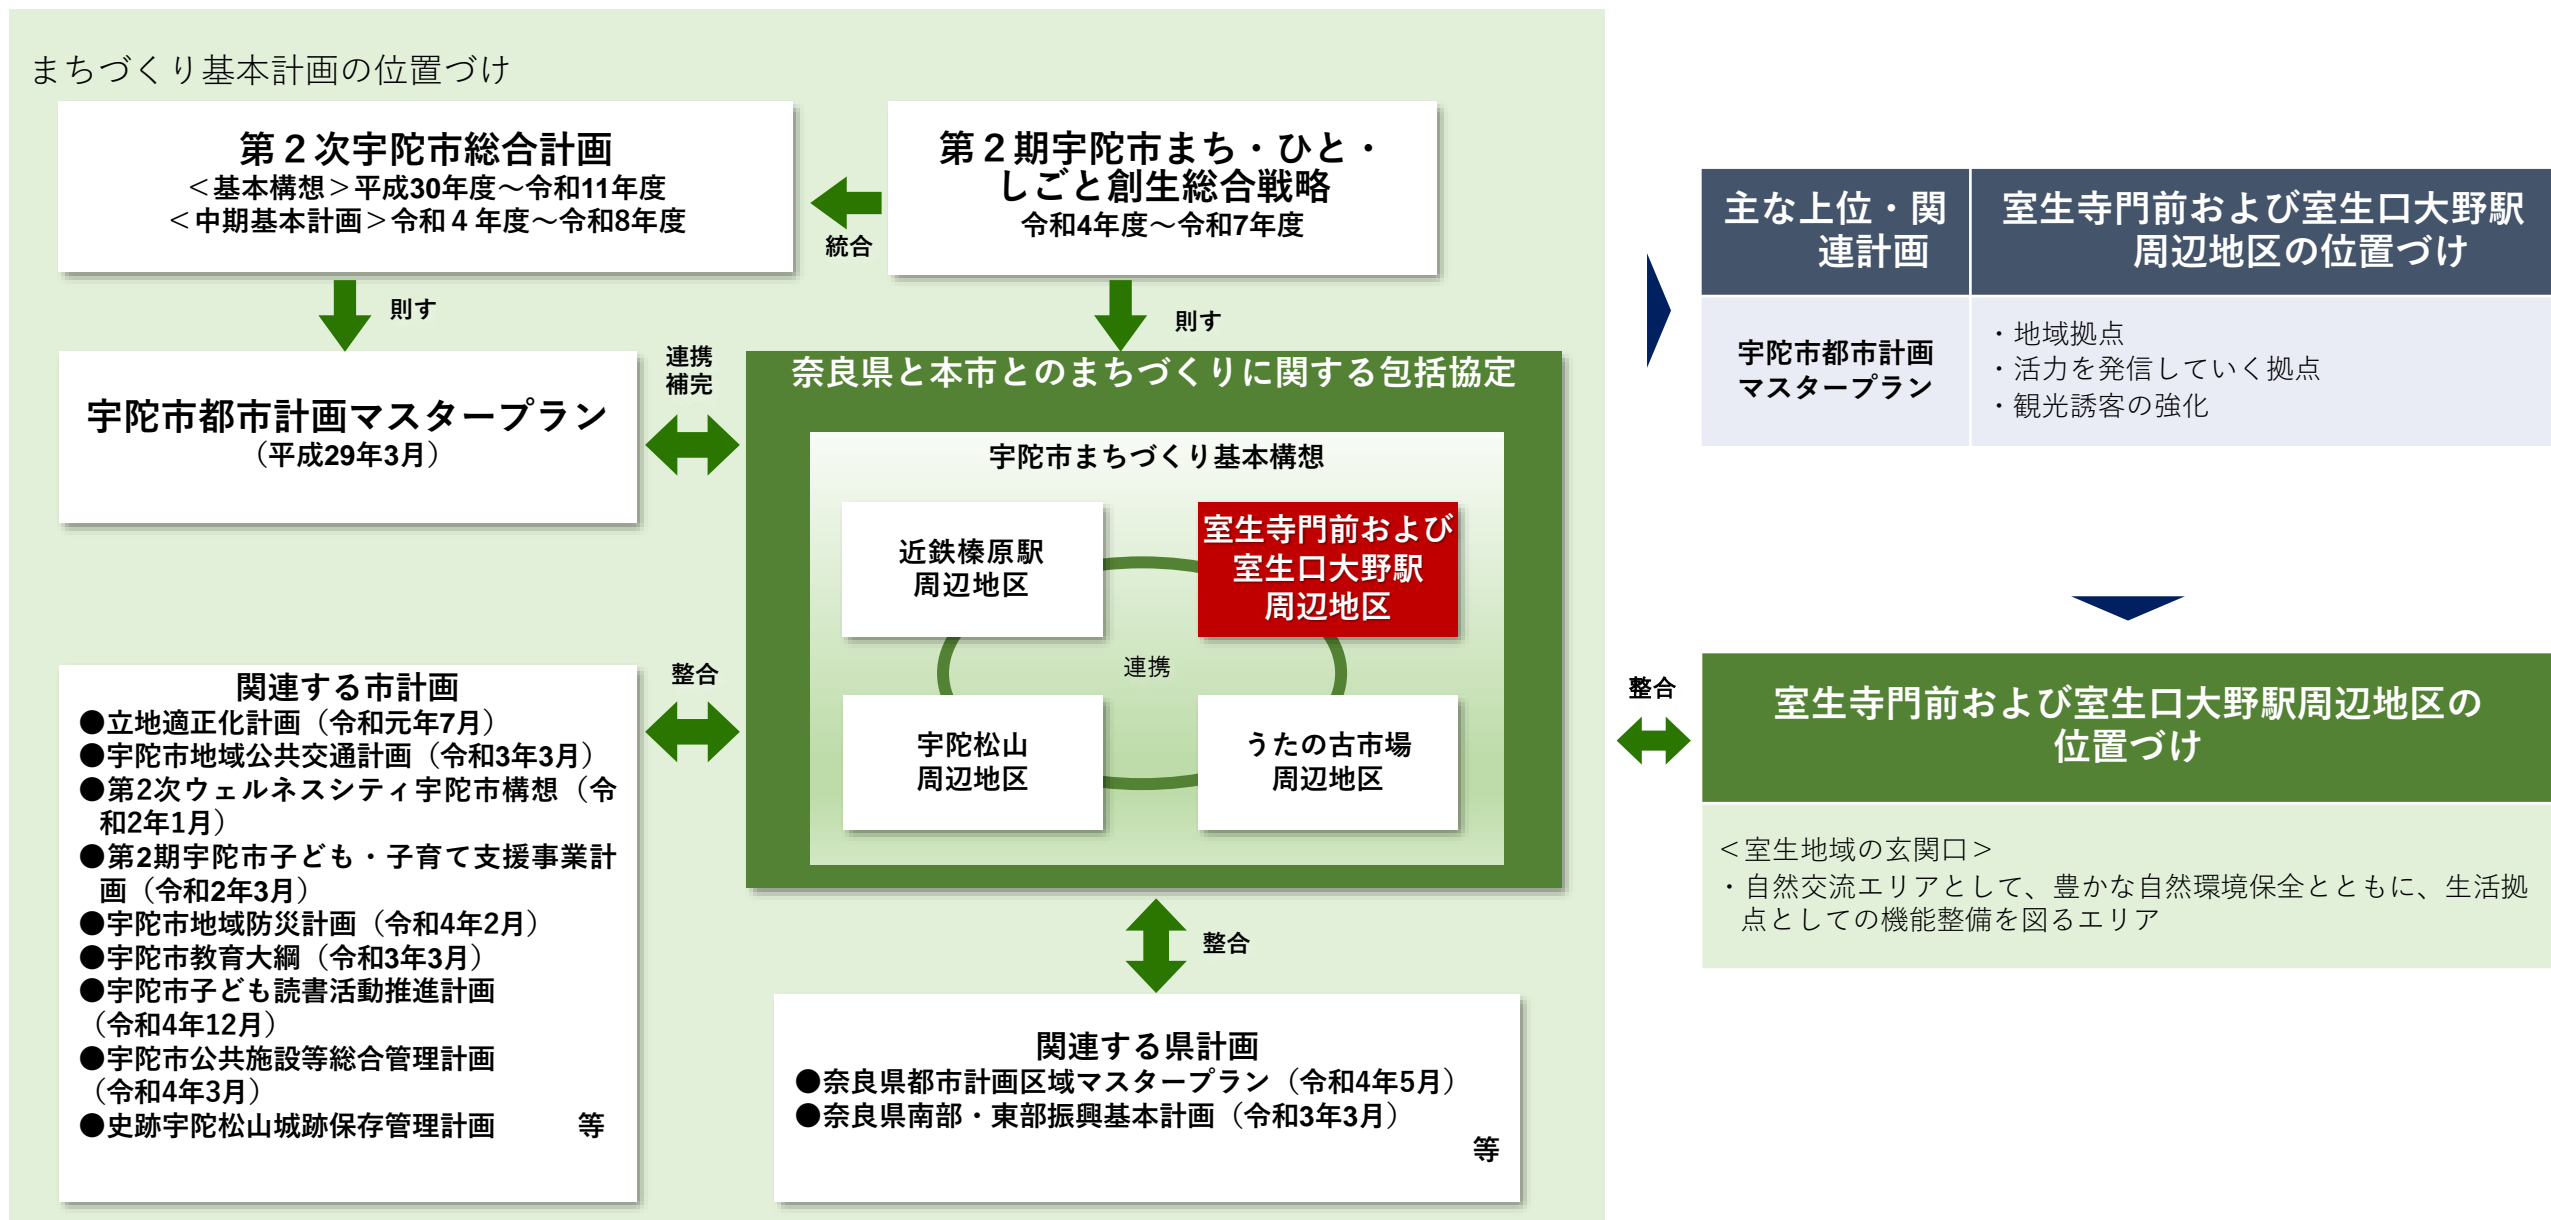 まちづくり基本計画の位置づけ
第２次宇陀市総合計画
＜基本構想＞平成30年度～令和11年度
＜中期基本計画＞令和４年度～令和8年度
統合
第２期宇陀市まち・ひと・
しごと創生総合戦略
令和4年度～令和7年度
則す
則す
宇陀市都市計画マスタープラン
（平成29年3月）
連携
補完
奈良県と本市とのまちづくりに関する包括協定
宇陀市まちづくり基本構想
近鉄榛原駅
周辺地区
室生寺門前および
室生口大野駅
周辺地区
連携
宇陀松山
周辺地区
うたの古市場
周辺地区
整合
関連する市計画
●立地適正化計画（令和元年7月）
●宇陀市地域公共交通計画（令和3年3月）
●第2次ウェルネスシティ宇陀市構想（令
和2年1月）
●第2期宇陀市子ども・子育て支援事業計
画（令和2年3月）
●宇陀市地域防災計画（令和4年2月）
●宇陀市教育大綱（令和3年3月）
●宇陀市子ども読書活動推進計画
（令和4年12月）
●宇陀市公共施設等総合管理計画
（令和4年3月）
●史跡宇陀松山城跡保存管理計画　　　等
整合
関連する県計画
●奈良県都市計画区域マスタープラン（令和4年5月）
●奈良県南部・東部振興基本計画（令和3年3月）
等
主な上位・関
連計画
室生寺門前および室生口大野駅
周辺地区の位置づけ
宇陀市都市計画
マスタープラン
・地域拠点
・活力を発信していく拠点
・観光誘客の強化
整合
室生寺門前および室生口大野駅周辺地区の
位置づけ
＜室生地域の玄関口＞
・自然交流エリアとして、豊かな自然環境保全とともに、生活拠
点としての機能整備を図るエリア